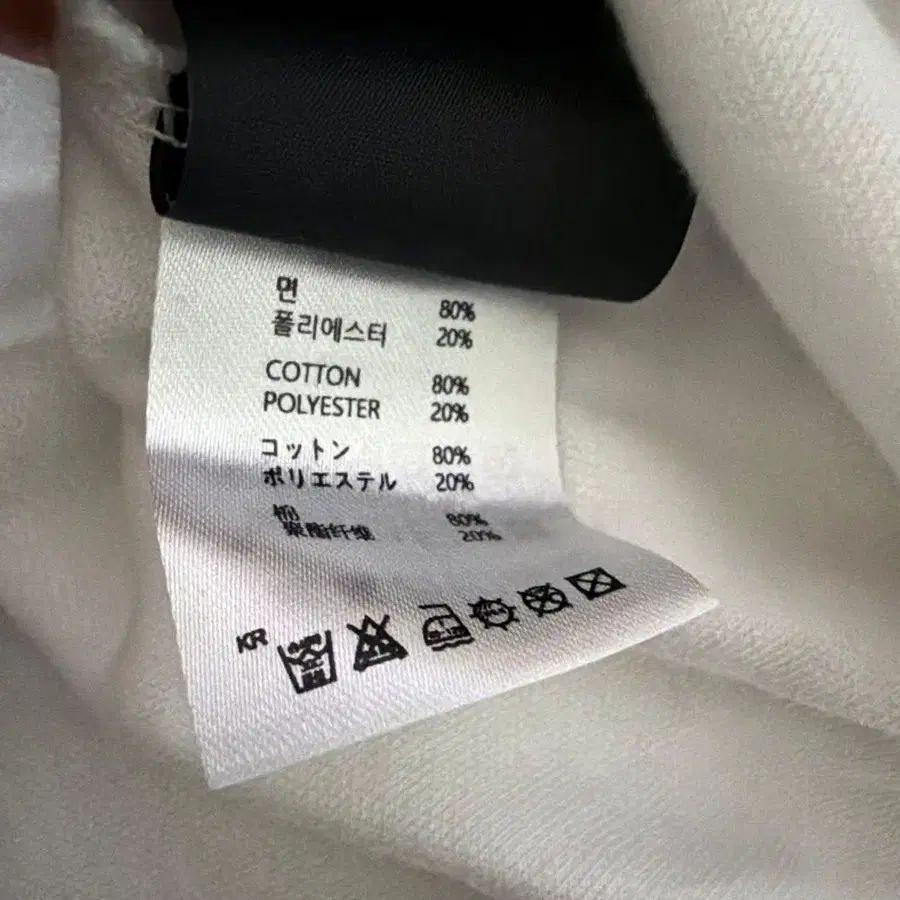 면 80%
폴리에스터 20%
COTTON 80%
POLYESTER 20%
コットン 80%
ポリエステル 20%
80%
聚酯纤维 20%
KR